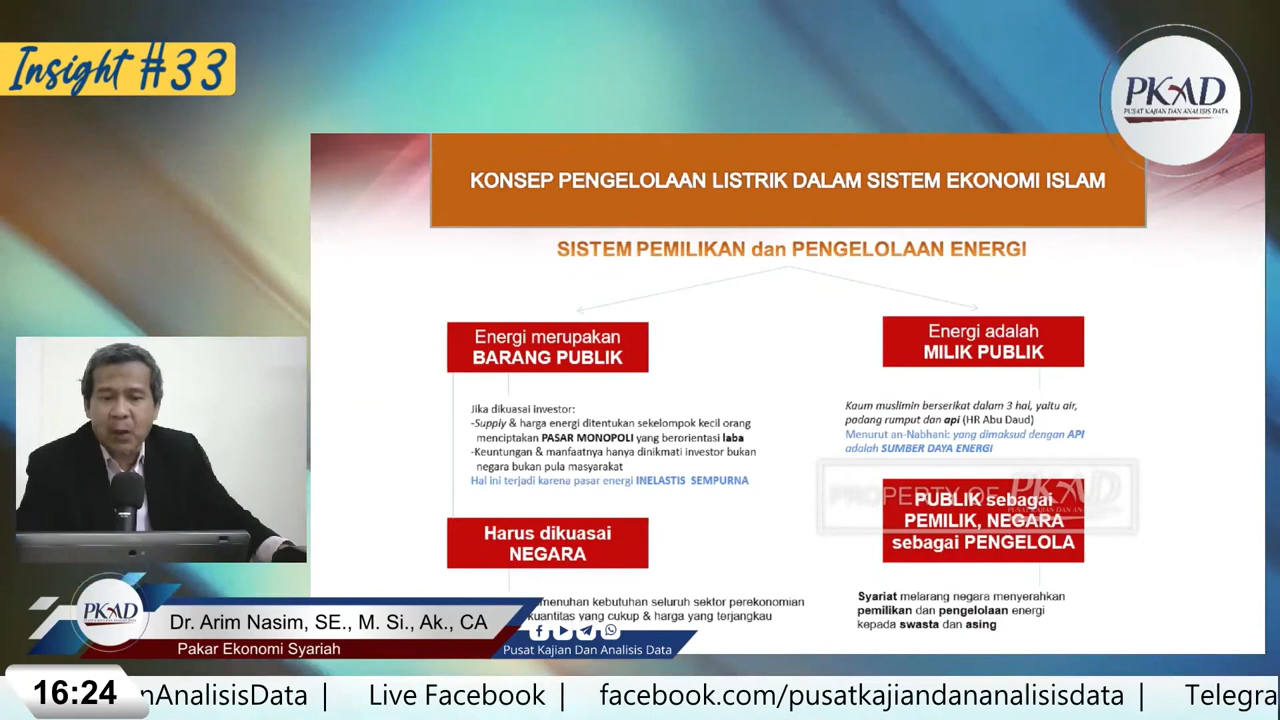 Insight #33
PKAD
PUSAT KAJIAN DAN ANALISIS DATA
KONSEP PENGELOLAAN LISTRIK DALAM SISTEM EKONOMI ISLAM
SISTEM PEMILIKAN dan PENGELOLAAN ENERGI
Energi merupakan
BARANG PUBLIK
Jika dikuasai investor:
-Supply & harga energi ditentukan sekelompok kecil orang
menciptakan PASAR MONOPOLI yang berorientasi laba
-Keuntungan & manfaatnya hanya dinikmati investor bukan
negara bukan pula masyarakat
Hal ini terjadi karena pasar energi INELASTIS SEMPURNA
Harus dikuasai
NEGARA
menuhan kebutuhan seluruh sektor perekonomian
kuantitas yang cukup & harga yang terjangkau
Energi adalah
MILIK PUBLIK
Kaum muslimin berserikat dalam 3 hal, yaitu air,
padang rumput dan api (HR Abu Daud)
Menurut an-Nabhani: yang dimaksud dengan API
adalah SUMBER DAYA ENERGI
PROPERTY OF PKAD
PUBLIK sebagai
PEMILIK, NEGARA
sebagai PENGELOLA
Syariat melarang negara menyerahkan
pemilikan dan pengelolaan energi
kepada swasta dan asing
PKAD
Dr. Arim Nasim, SE., M. Si., Ak., CA
Pakar Ekonomi Syariah
Pusat Kajian Dan Analisis Data
16:24
nAnalisisData | Live Facebook | facebook.com/pusatkajiandananalisisdata | Telegra